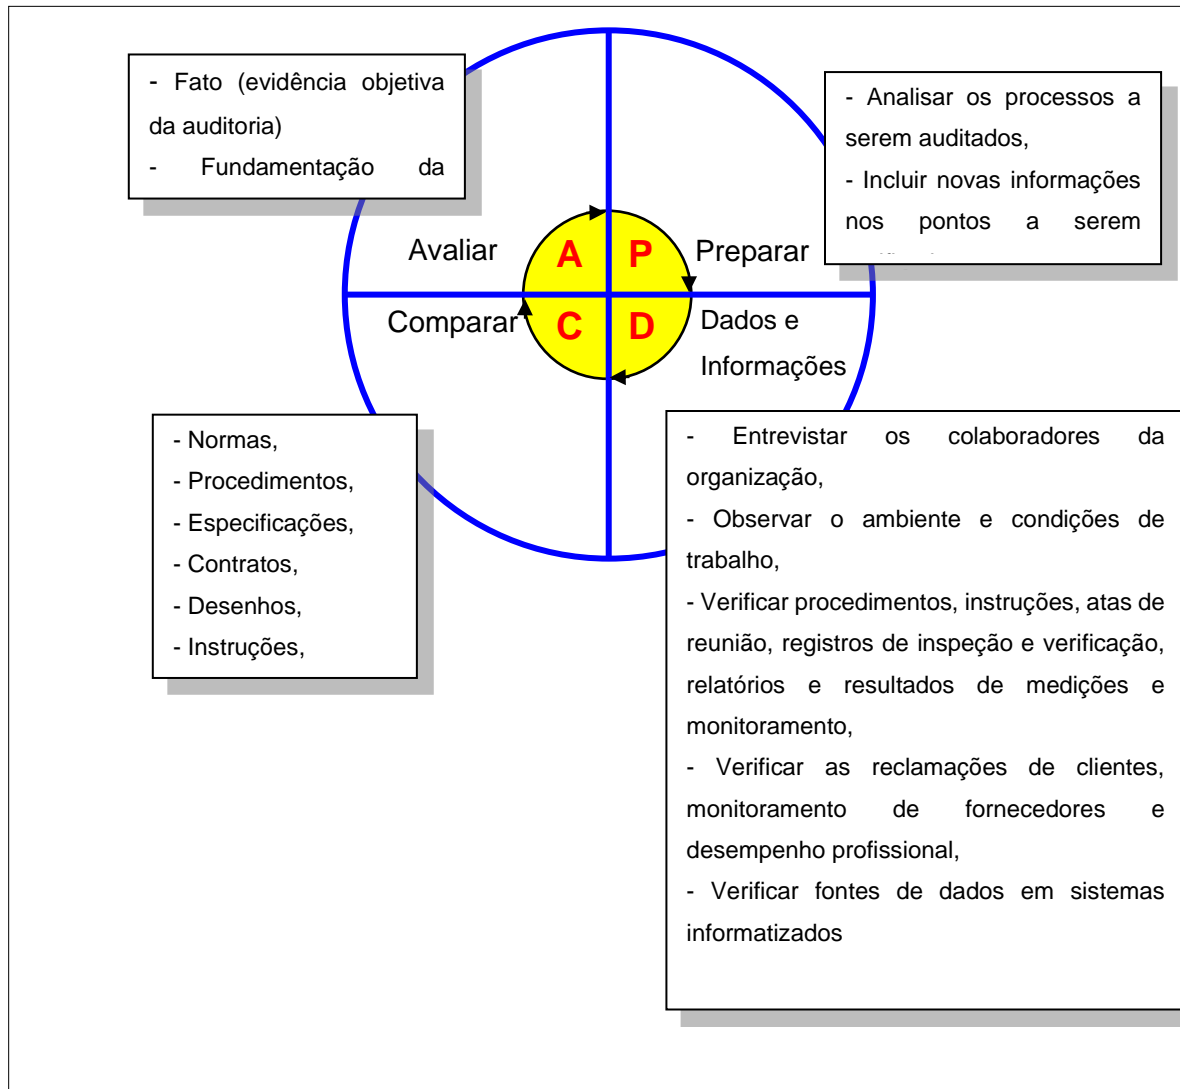 - Fato (evidência objetiva
da auditoria)
- Fundamentação da
- Analisar os processos a
serem auditados,
- Incluir novas informações
nos pontos a serem
Avaliar
A
P
Preparar
Comparar
C
D
Dados e
Informações
- Normas,
- Procedimentos,
- Especificações,
- Contratos,
- Desenhos,
- Instruções,
- Entrevistar os colaboradores da
organização,
- Observar o ambiente e condições de
trabalho,
- Verificar procedimentos, instruções, atas de
reunião, registros de inspeção e verificação,
relatórios e resultados de medições e
monitoramento,
- Verificar as reclamações de clientes,
monitoramento de fornecedores e
desempenho profissional,
- Verificar fontes de dados em sistemas
informatizados